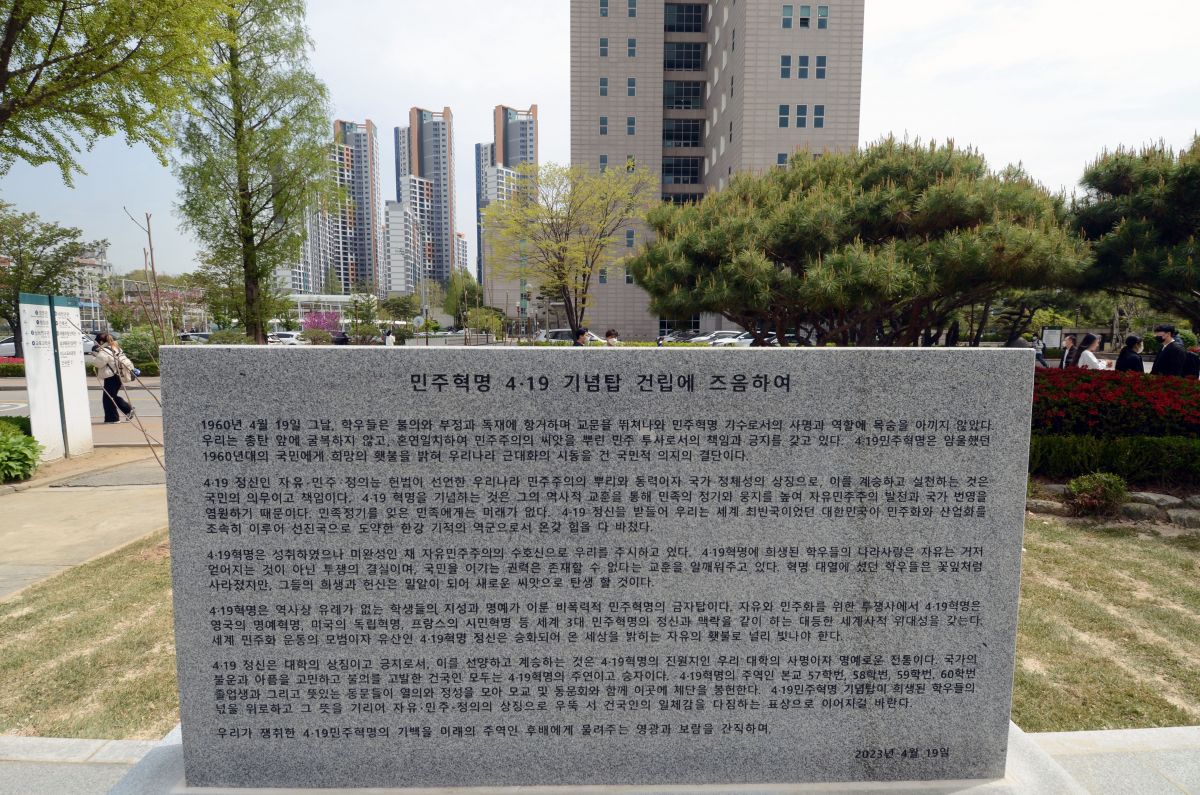 민주혁명 4·19 기념탑 건립에 즈음하여
1960년 4월 19일 그날, 학우들은 불의와 부정과 독재에 항거하며 교문을 뛰쳐나와 민주혁명 기수로서의 사명과 역할에 목숨을 아끼지 않았다.
우리는 총탄 앞에 굴복하지 않고, 혼연일치하여 민주주의의 씨앗을 뿌린 민주 투사로서의 책임과 긍지를 갖고 있다. 4·19민주혁명은 암울했던
1960년대의 국민에게 희망의 횃불을 밝혀 우리나라 근대화의 시동을 건 국민적 의지의 결단이다.
4·19 정신인 자유·민주·정의는 헌법이 선언한 우리나라 민주주의의 뿌리와 동력이자 국가 정체성의 상징으로, 이를 계승하고 실천하는 것은
국민의 의무이고 책임이다. 4·19 혁명을 기념하는 것은 그의 역사적 교훈을 통해 민족의 정기와 웅지를 높여 자유민주주의 발전과 국가 번영을
염원하기 때문이다. 민족정기를 잊은 민족에게는 미래가 없다. 4·19 정신을 받들어 우리는 세계 최빈국이었던 대한민국이 민주화와 산업화를
조속히 이루어 선진국으로 도약한 한강 기적의 역군으로서 온갖 힘을 다 바쳤다.
4·19혁명은 성취하였으나 미완성인 채 자유민주주의의 수호신으로 우리를 주시하고 있다. 4·19혁명에 희생된 학우들의 나라사랑은 자유는 거저
얻어지는 것이 아닌 투쟁의 결실이며, 국민을 이기는 권력은 존재할 수 없다는 교훈을 일깨워주고 있다. 혁명 대열에 섰던 학우들은 꽃잎처럼
사라졌지만, 그들의 희생과 헌신은 밀알이 되어 새로운 씨앗으로 탄생 할 것이다.
4·19혁명은 역사상 유래가 없는 학생들의 지성과 명예가 이룬 비폭력적 민주혁명의 금자탑이다. 자유와 민주화를 위한 투쟁사에서 4·19혁명은
영국의 명예혁명, 미국의 독립혁명, 프랑스의 시민혁명 등 세계 3대 민주혁명의 정신과 맥락을 같이 하는 대등한 세계사적 위대성을 갖는다.
세계 민주화 운동의 모범이자 유산인 4·19혁명 정신은 승화되어 온 세상을 밝히는 자유의 횃불로 널리 빛나야 한다.
4·19 정신은 대학의 상징이고 긍지로서, 이를 선양하고 계승하는 것은 4·19혁명의 진원지인 우리 대학의 사명이자 명예로운 전통이다. 국가의
불운과 아픔을 고민하고 불의를 고발한 건국인 모두는 4·19혁명의 주연이고 승자이다. 4·19혁명의 주역인 본교 57학번, 58학번, 59학번, 60학번
졸업생과 그리고 뜻있는 동문들이 열의와 정성을 모아 모교 및 동문회와 함께 이곳에 제단을 봉헌한다. 4·19민주혁명 기념탑이 희생된 학우들의
넋을 위로하고 그 뜻을 기리어 자유·민주·정의의 상징으로 우뚝 서 건국인의 일체감을 다짐하는 표상으로 이어지길 바란다.
우리가 쟁취한 4·19민주혁명의 기백을 미래의 주역인 후배에게 물려주는 영광과 보람을 간직하며,
2023년 4월 19일